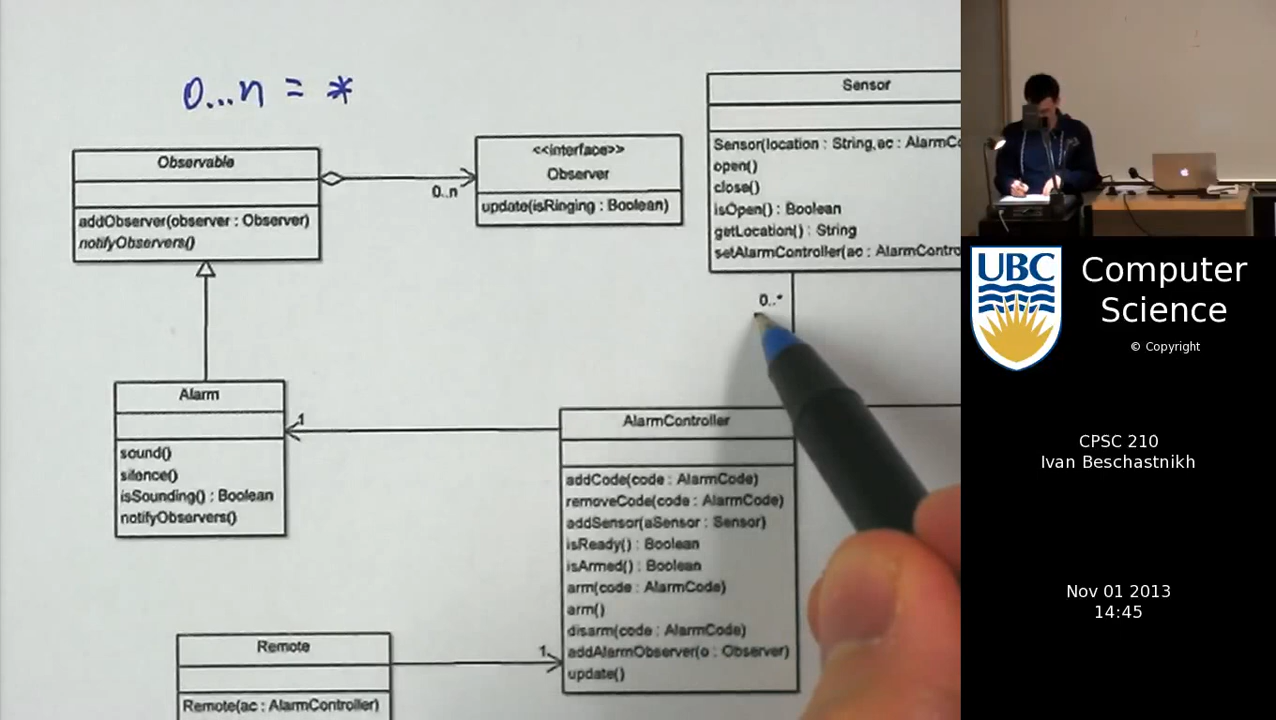 0...n = *
Observable
addObserver(observer : Observer)
notifyObservers()
0..n
<<interface>>
Observer
update(isRinging : Boolean)
Sensor
Sensor(location : String, ac : AlarmCo
open()
close()
isOpen() : Boolean
getLocation() : String
setAlarmController(ac : AlarmContro
0..*
Alarm
sound()
silence()
isSounding() : Boolean
notifyObservers()
1
AlarmController
addCode(code : AlarmCode)
removeCode(code : AlarmCode)
addSensor(aSensor : Sensor)
isReady() : Boolean
isArmed() : Boolean
arm(code : AlarmCode)
arm()
disarm(code : AlarmCode)
addAlarmObserver(o : Observer)
update()
Remote
Remote(ac : AlarmController)
1
UBC
Computer
Science
© Copyright
CPSC 210
Ivan Beschastnikh
Nov 01 2013
14:45